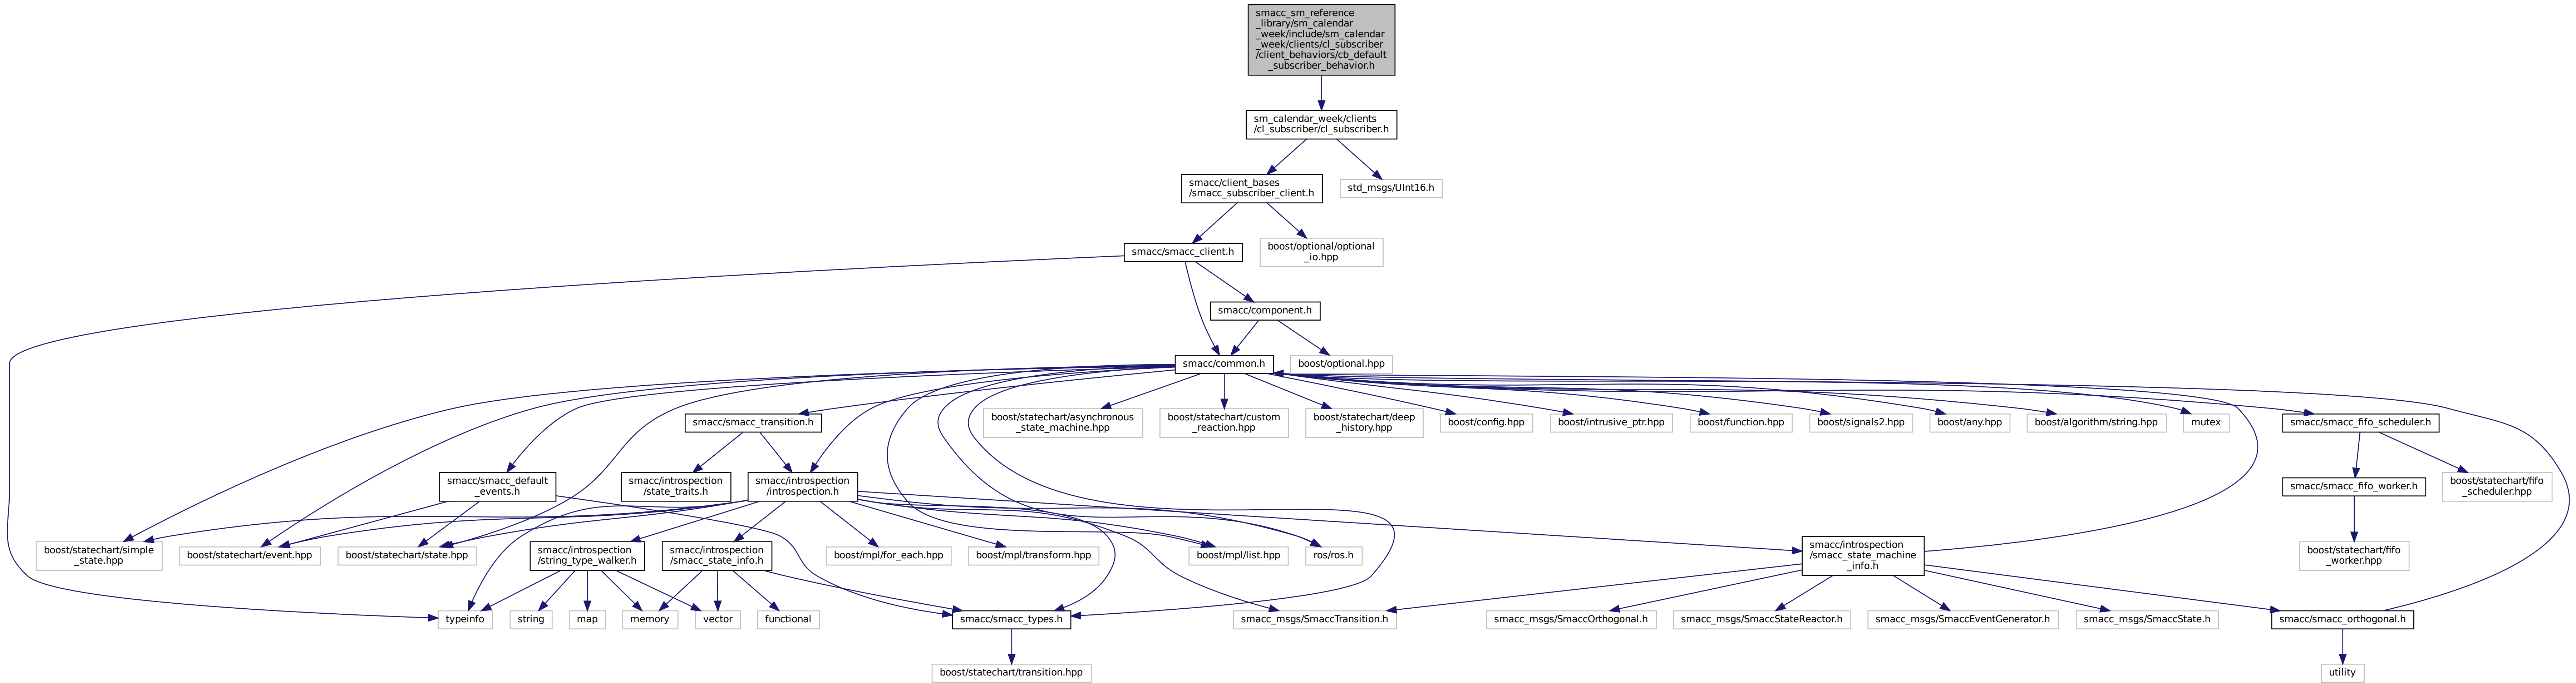 smacc_sm_reference
_library/sm_calendar
_week/include/sm_calendar
_week/clients/cl_subscriber
/client_behaviors/cb_default
_subscriber_behavior.h
sm_calendar_week/clients
/cl_subscriber/cl_subscriber.h
smacc/client_bases
/smacc_subscriber_client.h
std_msgs/UInt16.h
smacc/smacc_client.h
boost/optional/optional
_io.hpp
smacc/component.h
smacc/common.h
boost/optional.hpp
smacc/smacc_transition.h
boost/statechart/asynchronous
_state_machine.hpp
boost/statechart/custom
_reaction.hpp
boost/statechart/deep
_history.hpp
boost/config.hpp
boost/intrusive_ptr.hpp
boost/function.hpp
boost/signals2.hpp
boost/any.hpp
boost/algorithm/string.hpp
mutex
smacc/smacc_fifo_scheduler.h
smacc/smacc_default
_events.h
smacc/introspection
/state_traits.h
smacc/introspection
/introspection.h
smacc/smacc_fifo_worker.h
boost/statechart/fifo
_scheduler.hpp
boost/statechart/simple
_state.hpp
boost/statechart/event.hpp
boost/statechart/state.hpp
smacc/introspection
/string_type_walker.h
smacc/introspection
/smacc_state_info.h
boost/mpl/for_each.hpp
boost/mpl/transform.hpp
boost/mpl/list.hpp
ros/ros.h
smacc/introspection
/smacc_state_machine
_info.h
boost/statechart/fifo
_worker.hpp
typeinfo
string
map
memory
vector
functional
smacc/smacc_types.h
smacc_msgs/SmaccTransition.h
smacc_msgs/SmaccOrthogonal.h
smacc_msgs/SmaccStateReactor.h
smacc_msgs/SmaccEventGenerator.h
smacc_msgs/SmaccState.h
smacc/smacc_orthogonal.h
boost/statechart/transition.hpp
utility